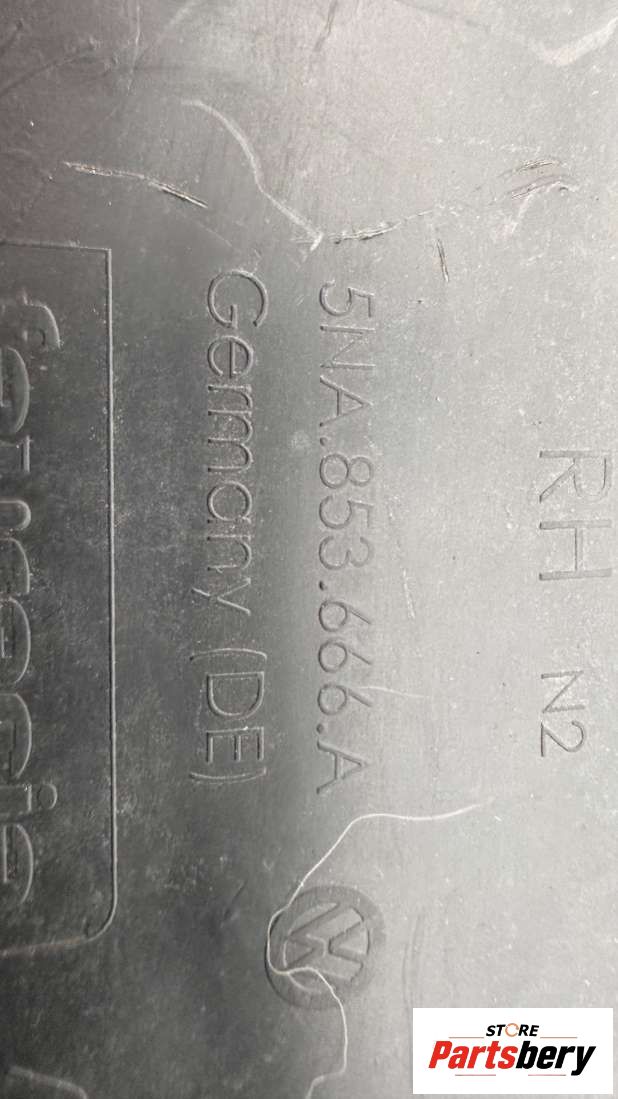 RH N2
5NA.853.666.A
Germany (DE)
STORE
Partsbery